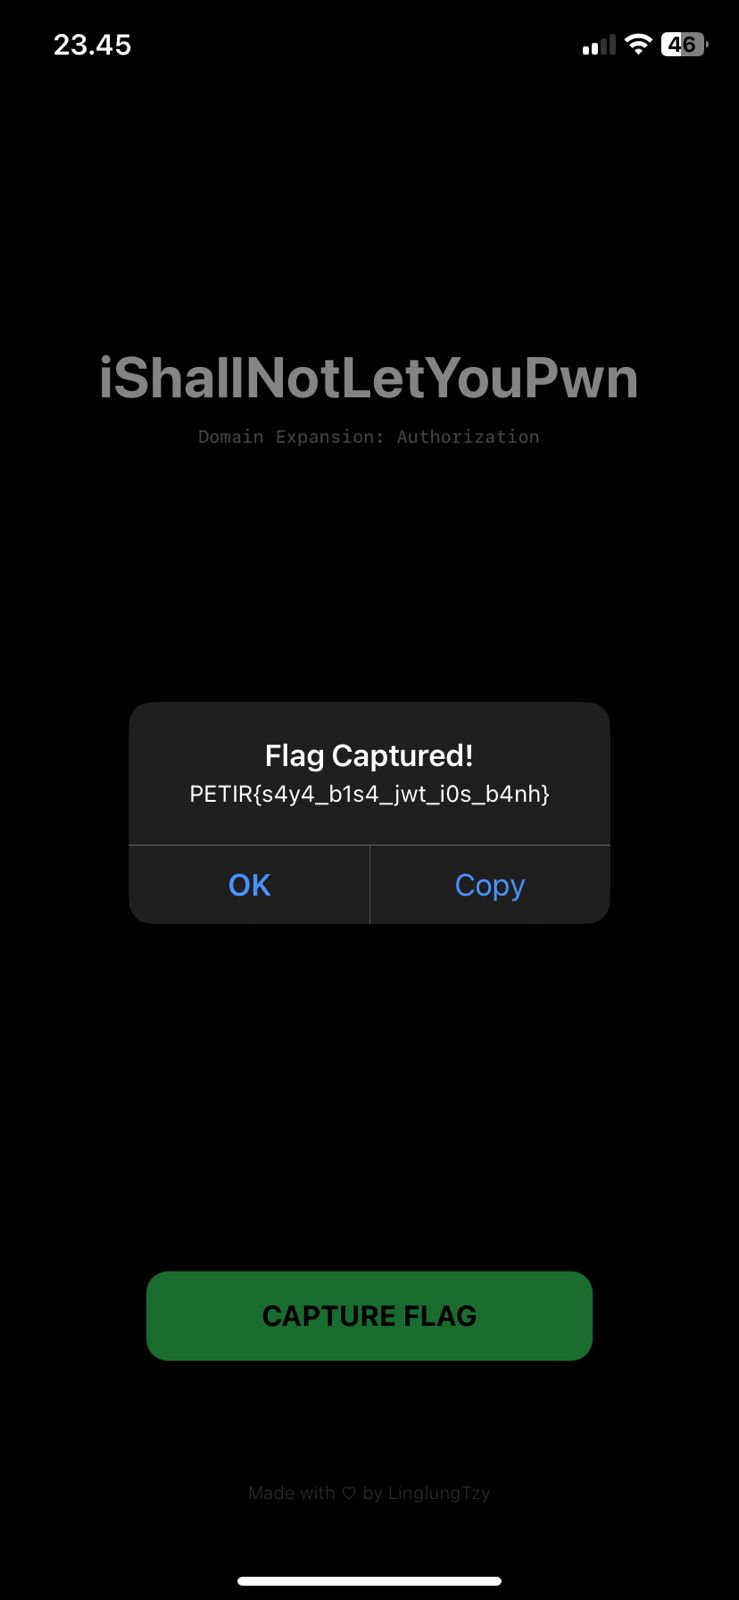 23.45
46
iShallNotLetYouPwn
Domain Expansion: Authorization
Flag Captured!
PETIR{s4y4_b1s4_jwt_i0s_b4nh}
OK
Copy
CAPTURE FLAG
Made with ♡ by LinglungTzy